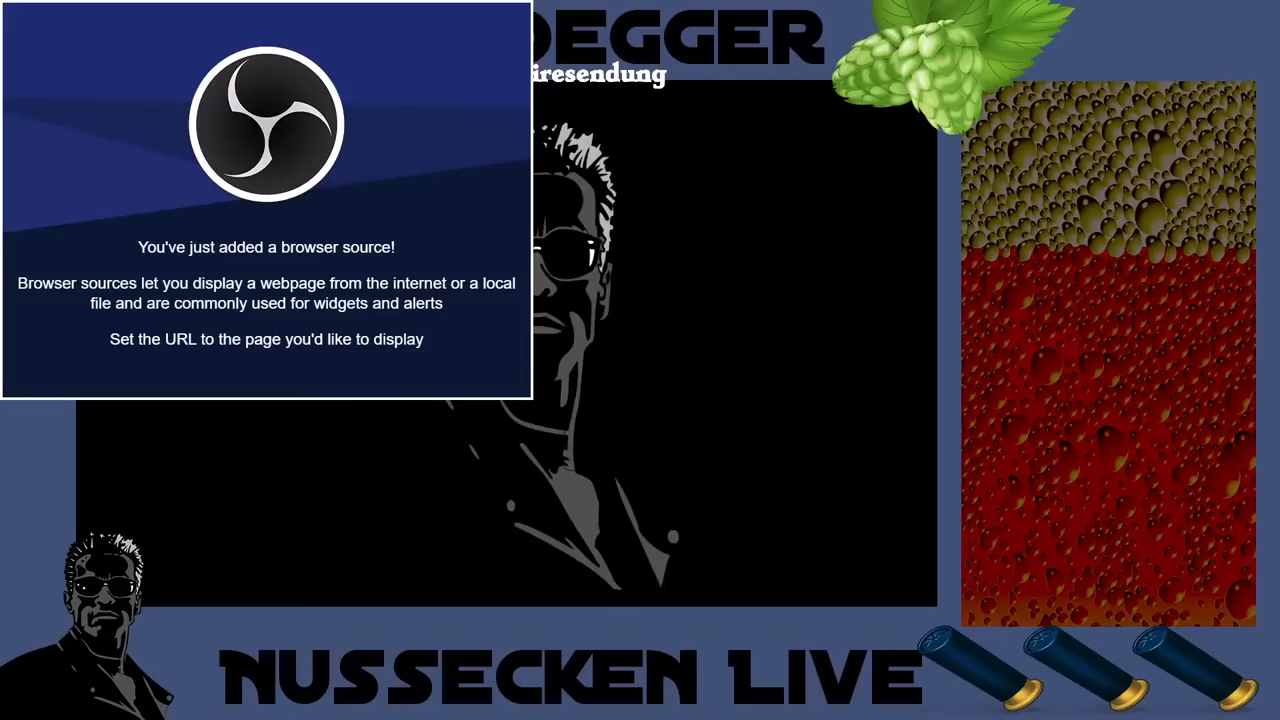 EGGER
iresendung
You've just added a browser source!
Browser sources let you display a webpage from the internet or a local
file and are commonly used for widgets and alerts
Set the URL to the page you'd like to display
NUSSECKEN LIVE